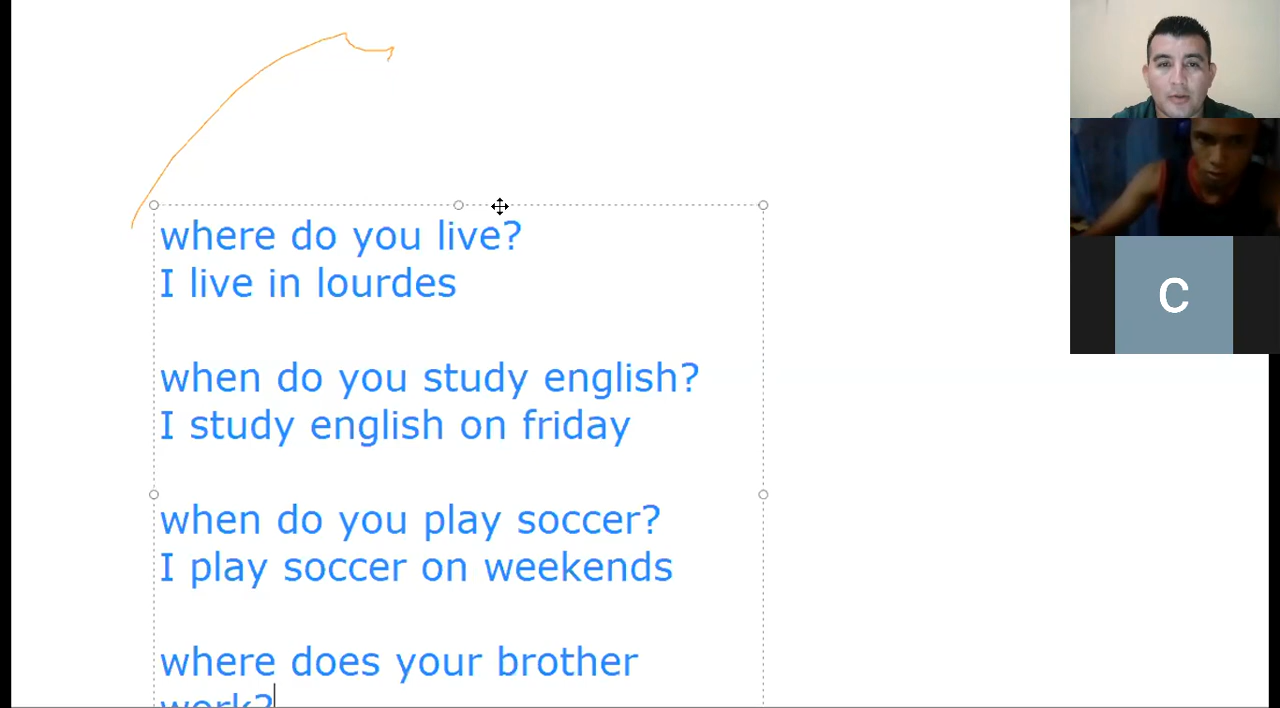 where do you live?
I live in lourdes
when do you study english?
I study english on friday
when do you play soccer?
I play soccer on weekends
where does your brother
work?
C